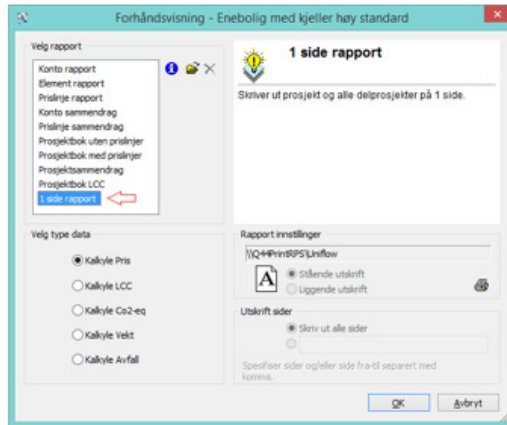 Forhåndsvisning - Enebolig med kjeller høy standard
Velg rapport
Konto rapport
Element rapport
Prislinje rapport
Konto sammendrag
Prislinje sammendrag
Prosjektbok uten prislinjer
Prosjektbok med prislinjer
Prosjektsammendrag
Prosjektbok LCC
1 side rapport
1 side rapport
Skriver ut prosjekt og alle delprosjekter på 1 side.
Velg type data
Kalkyle Pris
Kalkyle LCC
Kalkyle Co2-eq
Kalkyle Vekt
Kalkyle Avfall
Rapport innstillinger
\\Q44PrintRPS\Uniflow
A
Stående utskrift
Liggende utskrift
Utskrift sider
Skriv ut alle sider
Spesifiser sider og/eller side fra-til separert med
komma.
OK
Avbryt